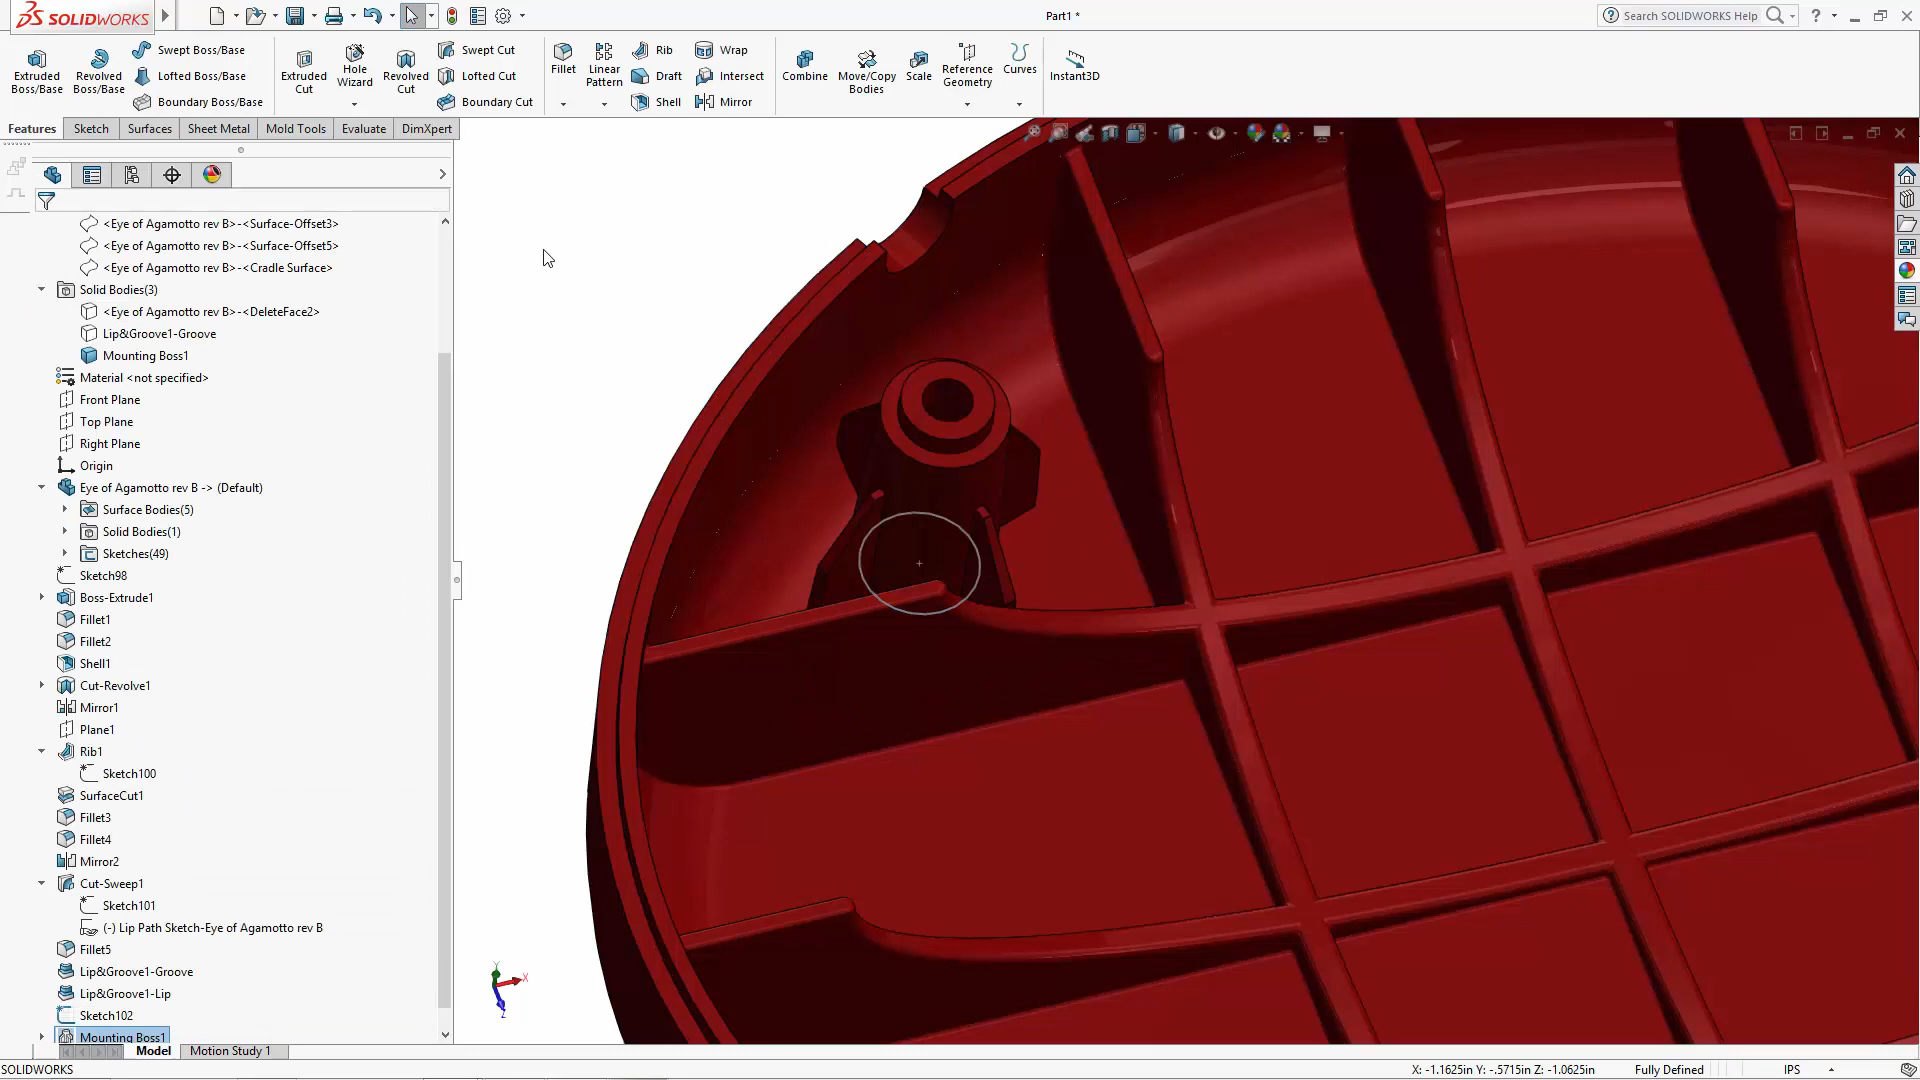 SOLIDWORKS
Part1 *
Search SOLIDWORKS Help
Extruded Boss/Base
Revolved Boss/Base
Swept Boss/Base
Lofted Boss/Base
Boundary Boss/Base
Extruded Cut
Hole Wizard
Revolved Cut
Swept Cut
Lofted Cut
Boundary Cut
Fillet
Linear Pattern
Rib
Draft
Shell
Wrap
Intersect
Mirror
Combine
Move/Copy Bodies
Scale
Reference Geometry
Curves
Instant3D
Features
Sketch
Surfaces
Sheet Metal
Mold Tools
Evaluate
DimXpert
<Eye of Agamotto rev B>-<Surface-Offset3>
<Eye of Agamotto rev B>-<Surface-Offset5>
<Eye of Agamotto rev B>-<Cradle Surface>
Solid Bodies(3)
<Eye of Agamotto rev B>-<DeleteFace2>
Lip&Groove1-Groove
Mounting Boss1
Material <not specified>
Front Plane
Top Plane
Right Plane
Origin
Eye of Agamotto rev B -> (Default)
Surface Bodies(5)
Solid Bodies(1)
Sketches(49)
Sketch98
Boss-Extrude1
Fillet1
Fillet2
Shell1
Cut-Revolve1
Mirror1
Plane1
Rib1
Sketch100
SurfaceCut1
Fillet3
Fillet4
Mirror2
Cut-Sweep1
Sketch101
(-) Lip Path Sketch-Eye of Agamotto rev B
Fillet5
Lip&Groove1-Groove
Lip&Groove1-Lip
Sketch102
Mounting Boss1
Y
X
Z
Model
Motion Study 1
SOLIDWORKS
X: -1.1625in Y: -.5715in Z: -1.0625in
Fully Defined
IPS